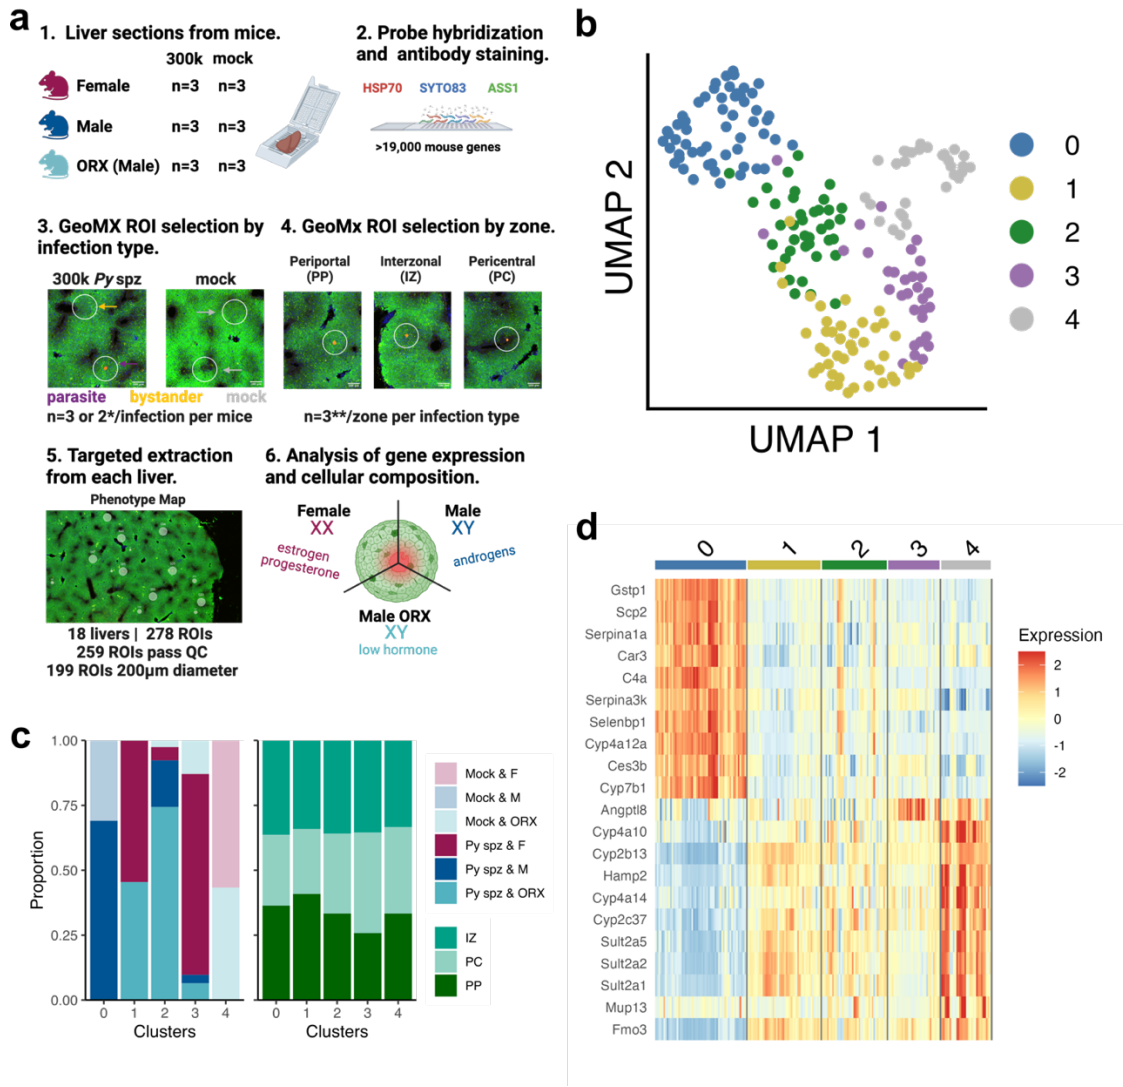 a
1. Liver sections from mice.
300k mock
Female n=3 n=3
Male n=3 n=3
ORX (Male) n=3 n=3
2. Probe hybridization
and antibody staining.
HSP70 SYTO83 ASS1
>19,000 mouse genes
3. GeoMX ROI selection by
infection type.
300k Py spz mock
parasite bystander mock
n=3 or 2*/infection per mice
4. GeoMx ROI selection by zone.
Periportal Interzonal Pericentral
(PP) (IZ) (PC)
n=3**/zone per infection type
5. Targeted extraction
from each liver.
Phenotype Map
18 livers | 278 ROIs
259 ROIs pass QC
199 ROIs 200μm diameter
6. Analysis of gene expression
and cellular composition.
Female Male
XX XY
estrogen
progesterone
androgens
Male ORX
XY
low hormone
b
UMAP 2
UMAP 1
0
1
2
3
4
c
Proportion
1.00
0.75
0.50
0.25
0.00
0 1 2 3 4
Clusters
0 1 2 3 4
Clusters
Mock & F
Mock & M
Mock & ORX
Py spz & F
Py spz & M
Py spz & ORX
IZ
PC
PP
d
0 1 2 3 4
Gstp1
Scp2
Serpina1a
Car3
C4a
Serpina3k
Selenbp1
Cyp4a12a
Ces3b
Cyp7b1
Angptl8
Cyp4a10
Cyp2b13
Hamp2
Cyp4a14
Cyp2c37
Sult2a5
Sult2a2
Sult2a1
Mup13
Fmo3
Expression
2
1
0
-1
-2